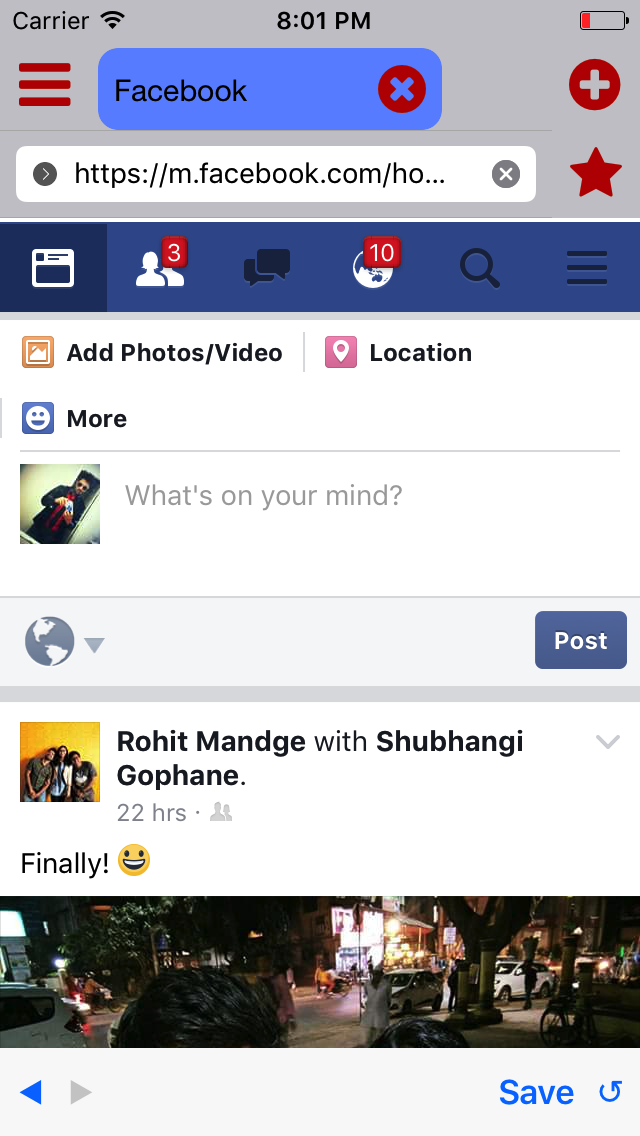 Carrier 8:01 PM
Facebook
https://m.facebook.com/ho...
3 10
Add Photos/Video Location
More
What's on your mind?
Post
Rohit Mandge with Shubhangi
Gophane.
22 hrs ·
Finally! 😀
Save